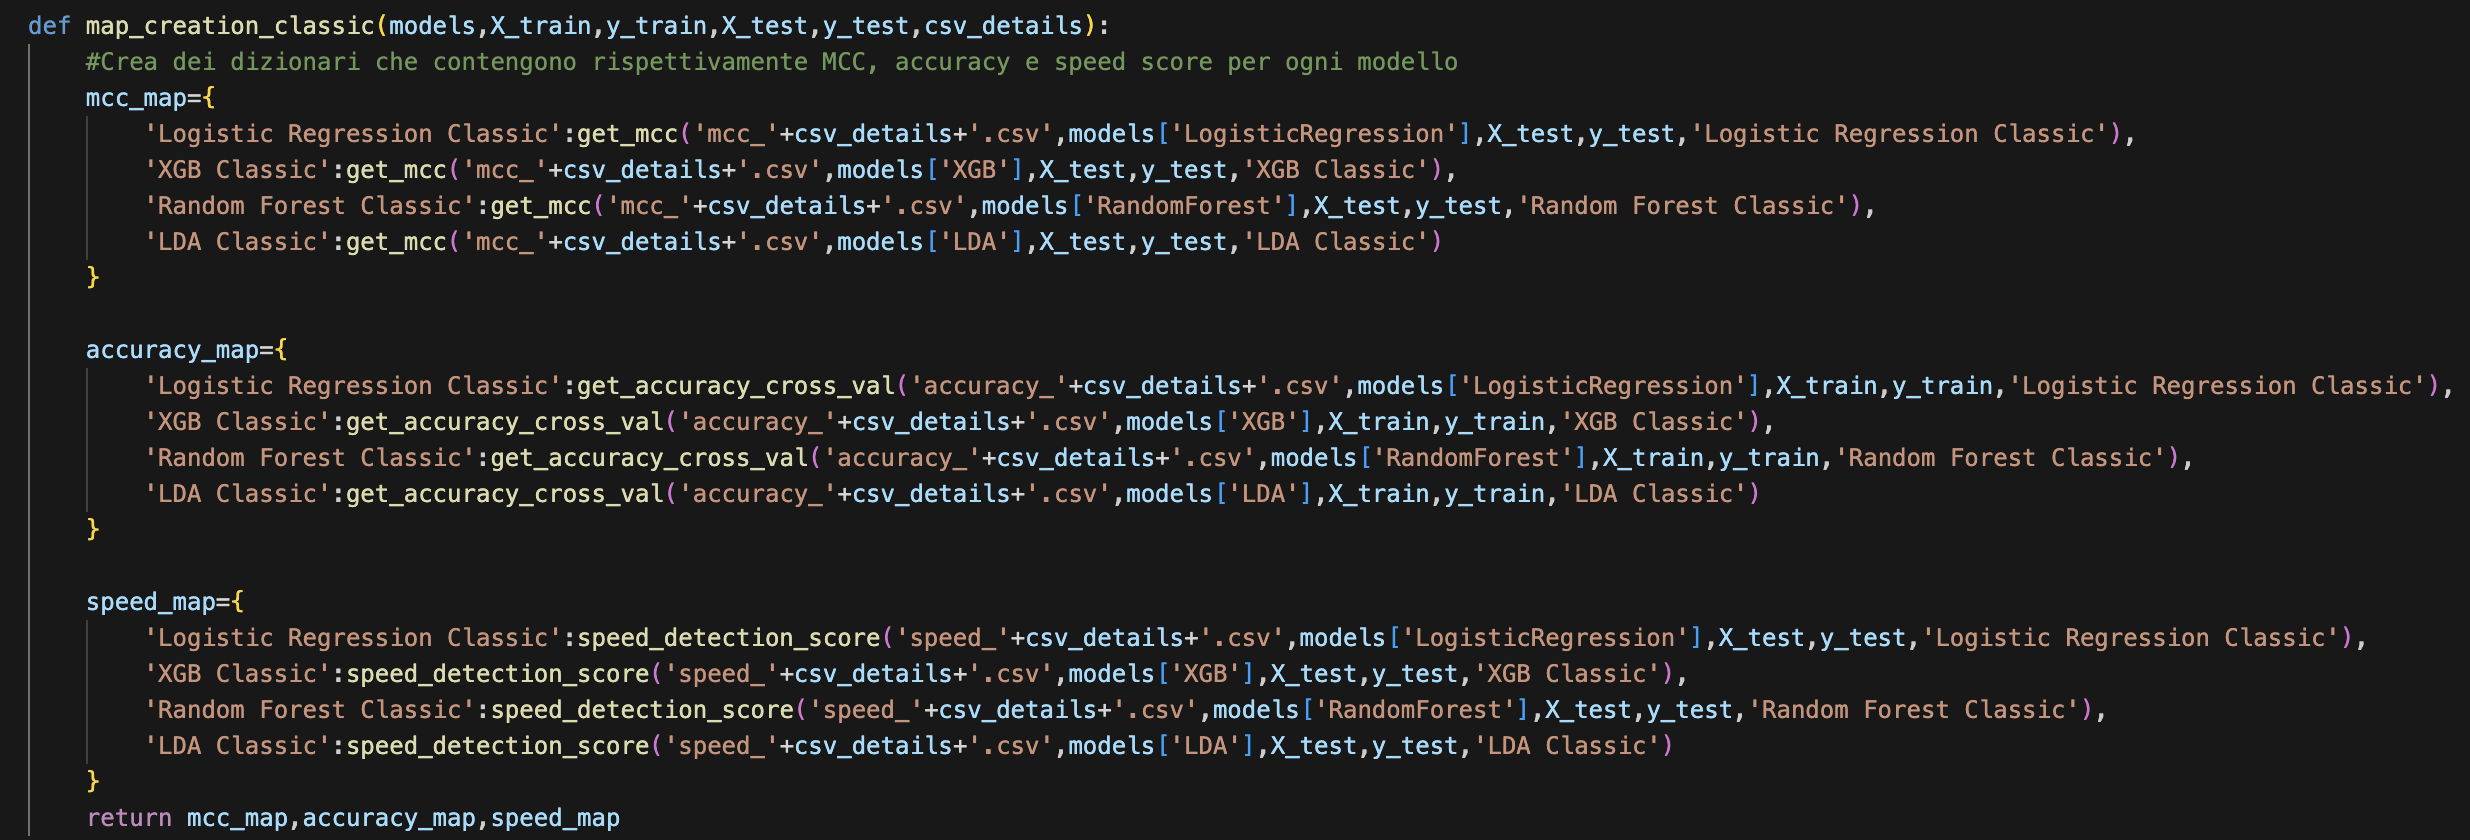 def map_creation_classic(models,X_train,y_train,X_test,y_test,csv_details):
    #Crea dei dizionari che contengono rispettivamente MCC, accuracy e speed score per ogni modello
    mcc_map={
        'Logistic Regression Classic':get_mcc('mcc_'+csv_details+'.csv',models['LogisticRegression'],X_test,y_test,'Logistic Regression Classic'),
        'XGB Classic':get_mcc('mcc_'+csv_details+'.csv',models['XGB'],X_test,y_test,'XGB Classic'),
        'Random Forest Classic':get_mcc('mcc_'+csv_details+'.csv',models['RandomForest'],X_test,y_test,'Random Forest Classic'),
        'LDA Classic':get_mcc('mcc_'+csv_details+'.csv',models['LDA'],X_test,y_test,'LDA Classic')
    }
    accuracy_map={
        'Logistic Regression Classic':get_accuracy_cross_val('accuracy_'+csv_details+'.csv',models['LogisticRegression'],X_train,y_train,'Logistic Regression Classic'),
        'XGB Classic':get_accuracy_cross_val('accuracy_'+csv_details+'.csv',models['XGB'],X_train,y_train,'XGB Classic'),
        'Random Forest Classic':get_accuracy_cross_val('accuracy_'+csv_details+'.csv',models['RandomForest'],X_train,y_train,'Random Forest Classic'),
        'LDA Classic':get_accuracy_cross_val('accuracy_'+csv_details+'.csv',models['LDA'],X_train,y_train,'LDA Classic')
    }
    speed_map={
        'Logistic Regression Classic':speed_detection_score('speed_'+csv_details+'.csv',models['LogisticRegression'],X_test,y_test,'Logistic Regression Classic'),
        'XGB Classic':speed_detection_score('speed_'+csv_details+'.csv',models['XGB'],X_test,y_test,'XGB Classic'),
        'Random Forest Classic':speed_detection_score('speed_'+csv_details+'.csv',models['RandomForest'],X_test,y_test,'Random Forest Classic'),
        'LDA Classic':speed_detection_score('speed_'+csv_details+'.csv',models['LDA'],X_test,y_test,'LDA Classic')
    }
    return mcc_map,accuracy_map,speed_map